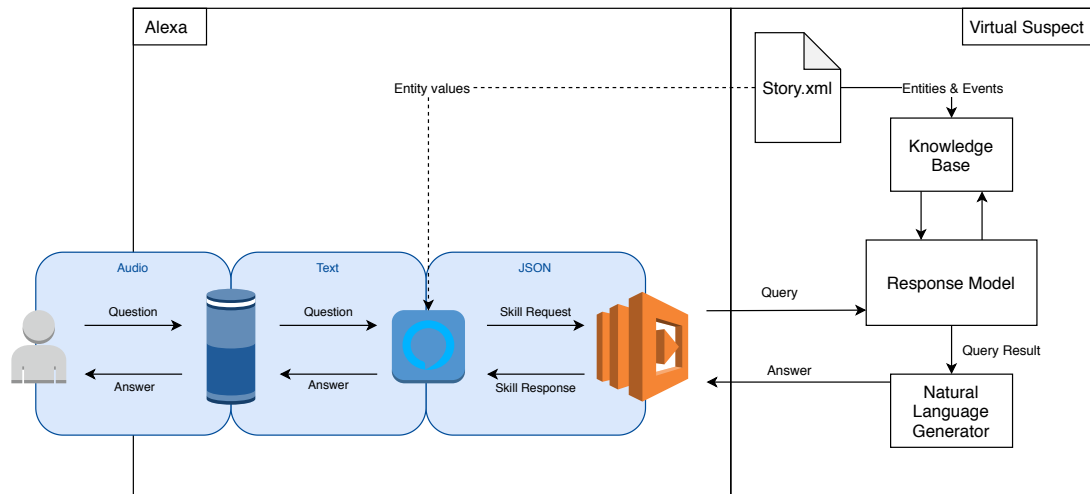 Alexa
Virtual Suspect
Entity values
Story.xml
Entities & Events
Knowledge
Base
Audio
Text
JSON
Question
Question
Skill Request
Query
Response Model
Answer
Answer
Skill Response
Answer
Query Result
Natural
Language
Generator